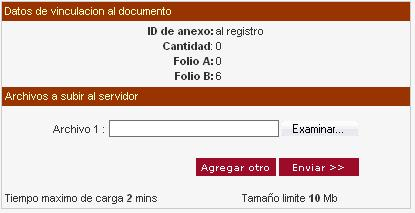 Datos de vinculacion al documento
ID de anexo: al registro
Cantidad: 0
Folio A: 0
Folio B: 6
Archivos a subir al servidor
Archivo 1 : Examinar...
Agregar otro Enviar >>
Tiempo maximo de carga 2 mins Tamaño limite 10 Mb